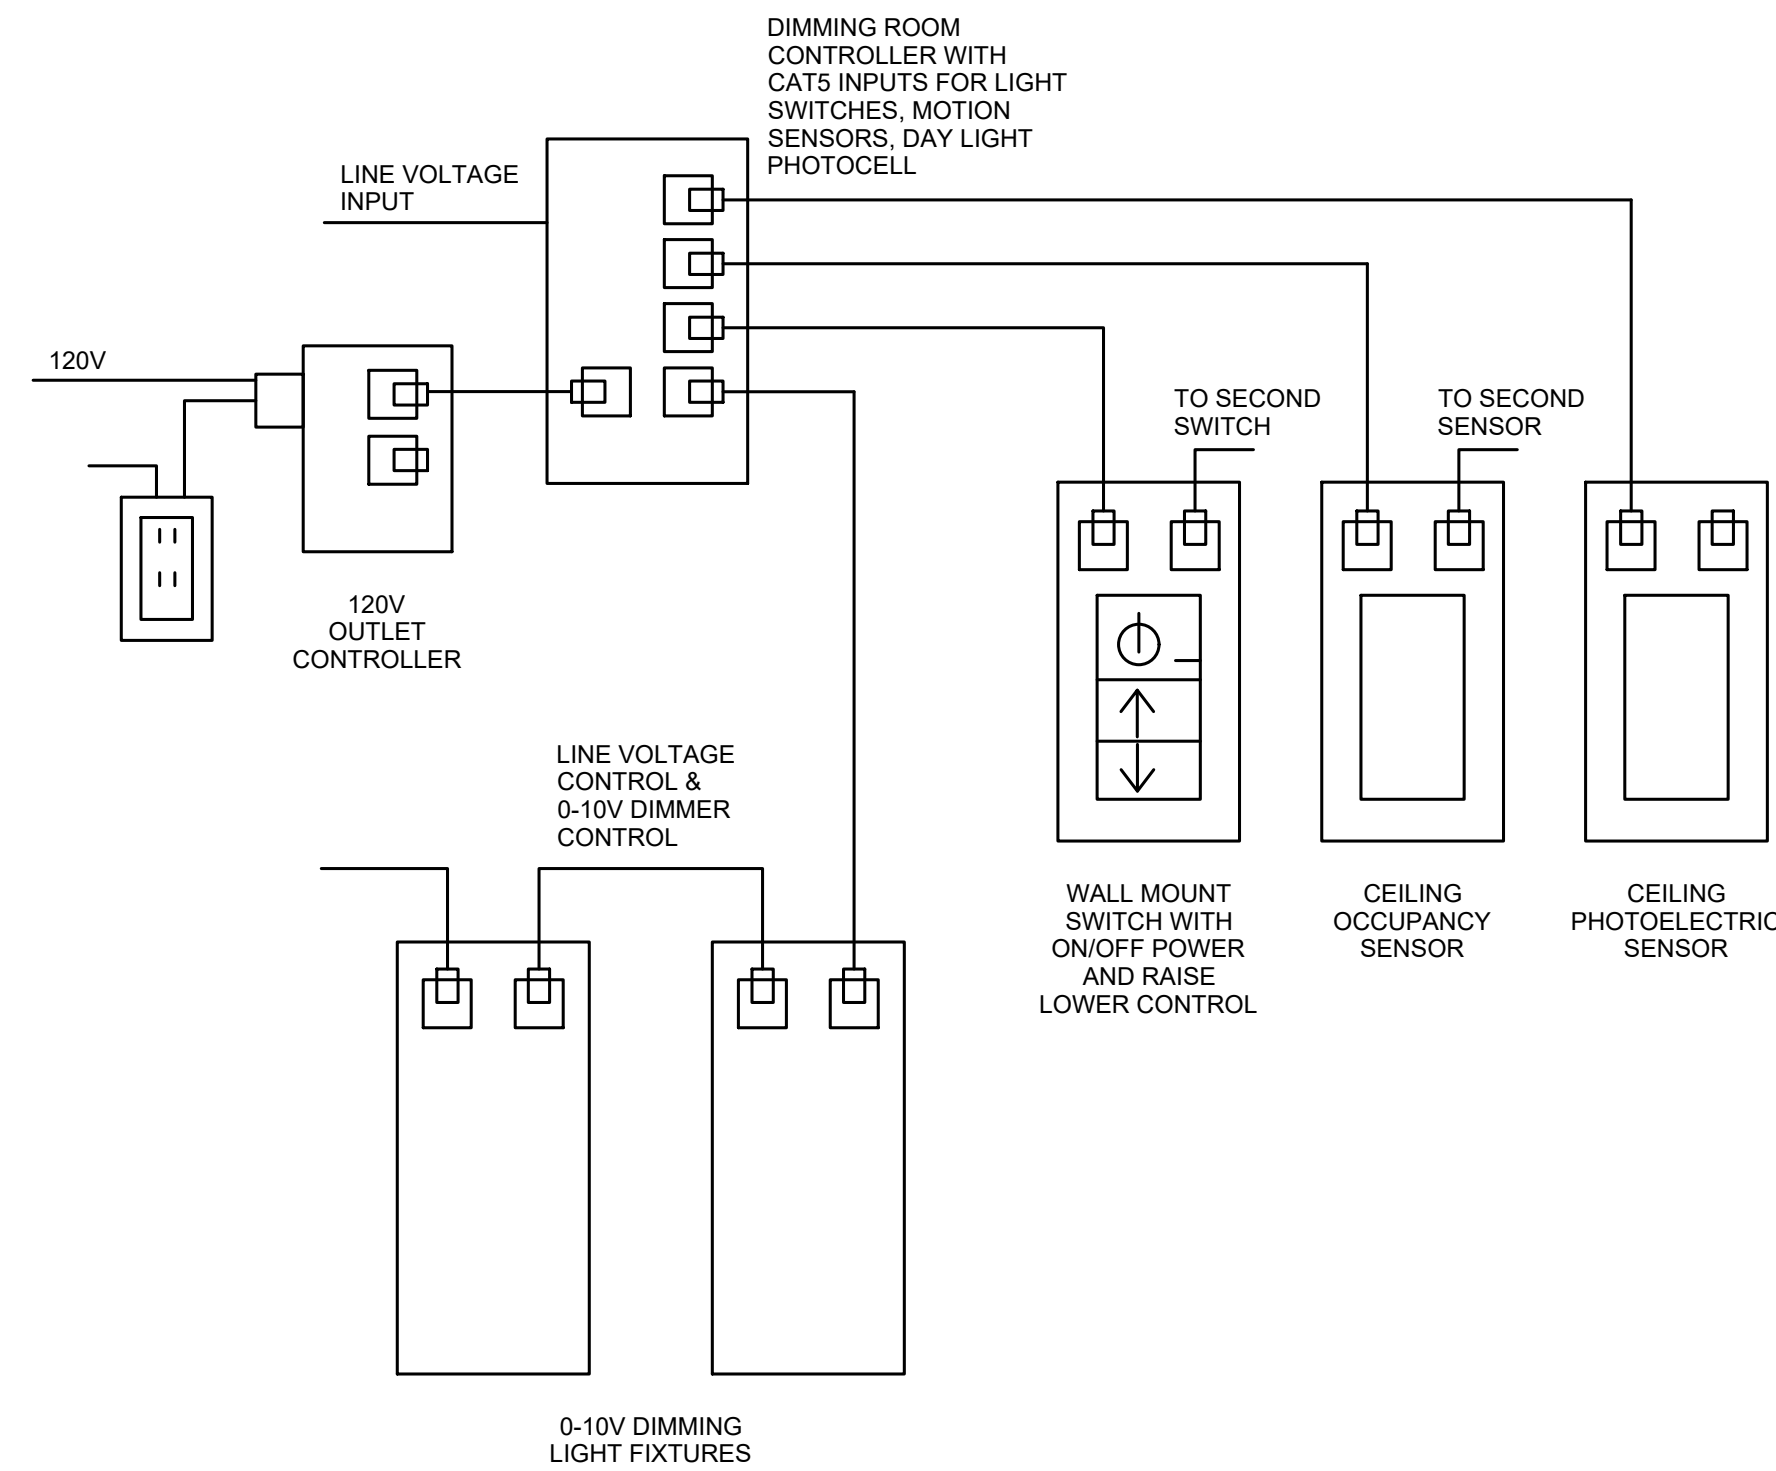 DIMMING ROOM
CONTROLLER WITH
CAT5 INPUTS FOR LIGHT
SWITCHES, MOTION
SENSORS, DAY LIGHT
PHOTOCELL
LINE VOLTAGE
INPUT
120V
TO SECOND
SWITCH
TO SECOND
SENSOR
120V
OUTLET
CONTROLLER
LINE VOLTAGE
CONTROL &
0-10V DIMMER
CONTROL
WALL MOUNT
SWITCH WITH
ON/OFF POWER
AND RAISE
LOWER CONTROL
CEILING
OCCUPANCY
SENSOR
CEILING
PHOTOELECTRIC
SENSOR
0-10V DIMMING
LIGHT FIXTURES